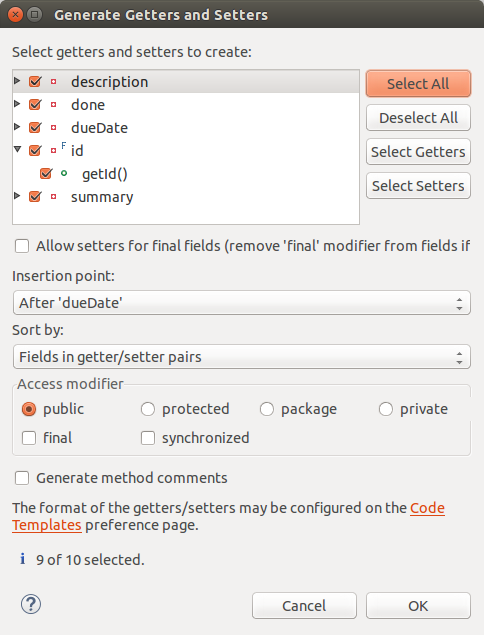 Generate Getters and Setters
Select getters and setters to create:
description
done
dueDate
F id
getId()
summary
Select All
Deselect All
Select Getters
Select Setters
Allow setters for final fields (remove 'final' modifier from fields if
Insertion point:
After 'dueDate'
Sort by:
Fields in getter/setter pairs
Access modifier
public protected package private
final synchronized
Generate method comments
The format of the getters/setters may be configured on the Code
Templates preference page.
i 9 of 10 selected.
? Cancel OK